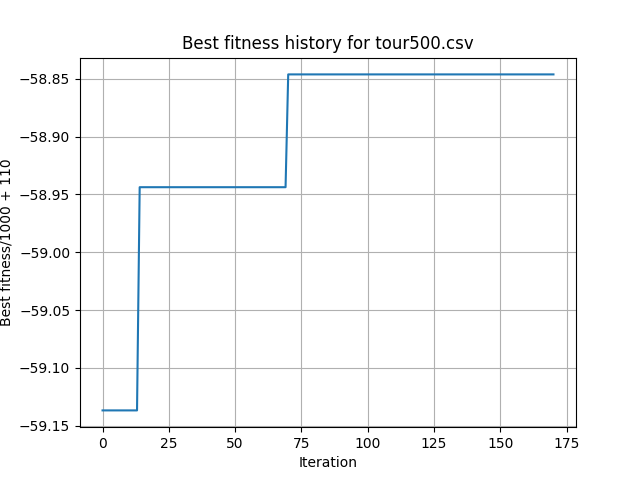 Best fitness history for tour500.csv
Best fitness/1000 + 110
−58.85
−58.90
−58.95
−59.00
−59.05
−59.10
−59.15
0 25 50 75 100 125 150 175
Iteration